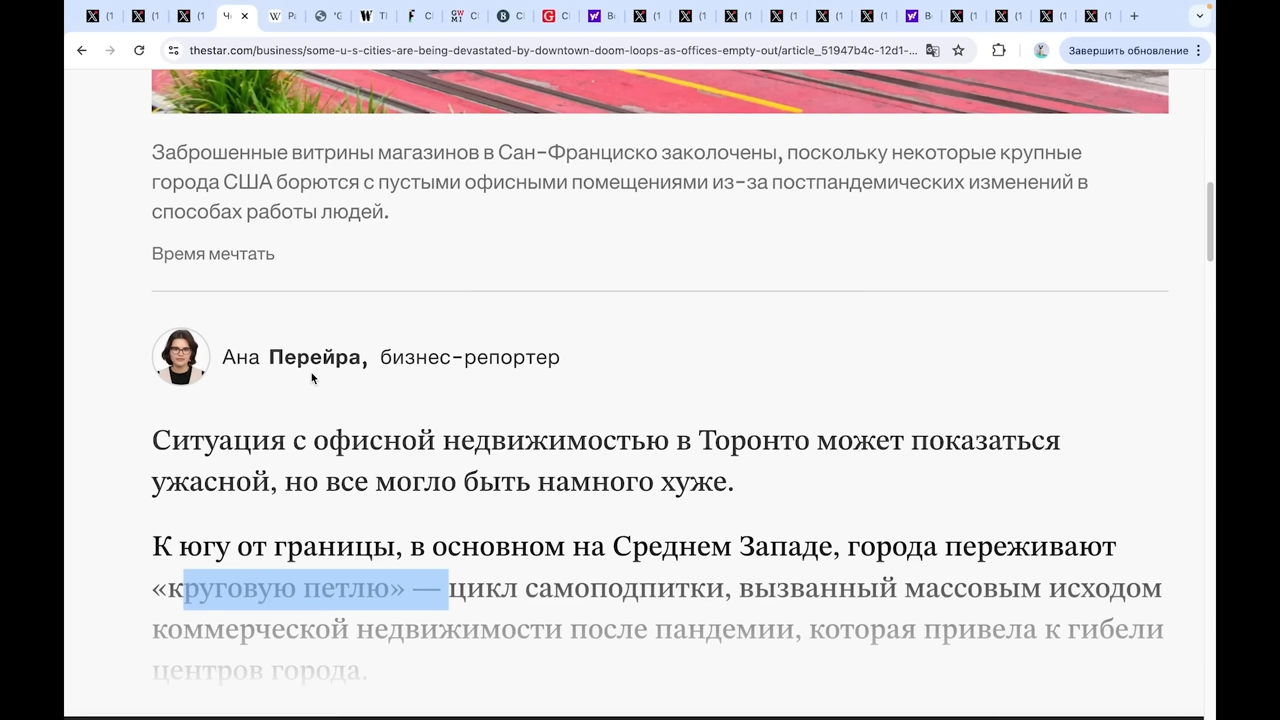 thestar.com/business/some-u-s-cities-are-being-devastated-by-downtown-doom-loops-as-offices-empty-out/article_51947b4c-12d1-...
Завершить обновление
Заброшенные витрины магазинов в Сан-Франциско заколочены, поскольку некоторые крупные
города США борются с пустыми офисными помещениями из-за постпандемических изменений в
способах работы людей.
Время мечтать
Ана Перейра, бизнес-репортер
Ситуация с офисной недвижимостью в Торонто может показаться
ужасной, но все могло быть намного хуже.
К югу от границы, в основном на Среднем Западе, города переживают
«круговую петлю» — цикл самоподпитки, вызванный массовым исходом
коммерческой недвижимости после пандемии, которая привела к гибели
центров города.